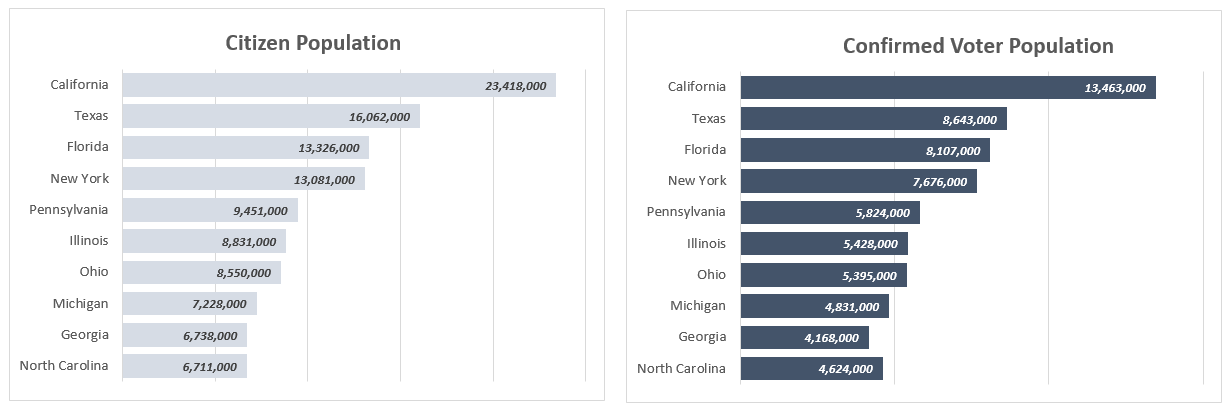 Citizen Population
California 23,418,000
Texas 16,062,000
Florida 13,326,000
New York 13,081,000
Pennsylvania 9,451,000
Illinois 8,831,000
Ohio 8,550,000
Michigan 7,228,000
Georgia 6,738,000
North Carolina 6,711,000
Confirmed Voter Population
California 13,463,000
Texas 8,643,000
Florida 8,107,000
New York 7,676,000
Pennsylvania 5,824,000
Illinois 5,428,000
Ohio 5,395,000
Michigan 4,831,000
Georgia 4,168,000
North Carolina 4,624,000